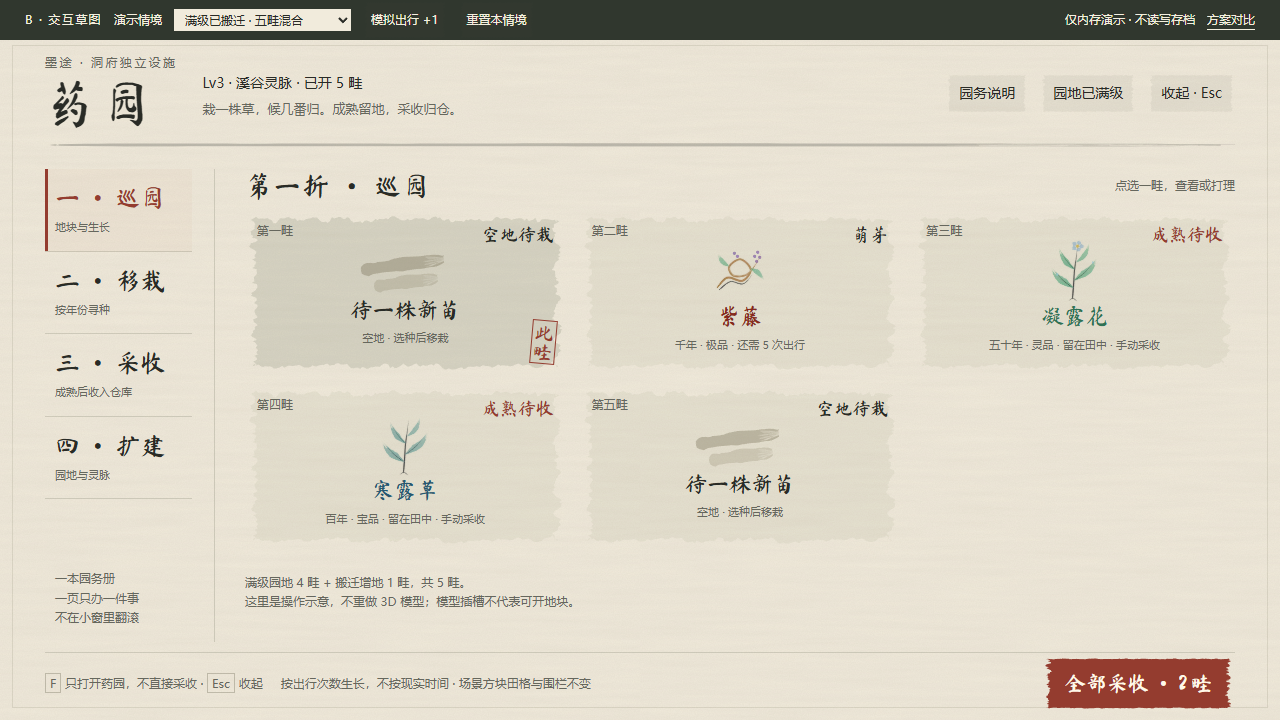 B · 交互草图 演示情境 满级已搬迁 · 五畦混合 模拟出行 +1 重置本情境 仅内存演示 · 不读写存档 方案对比
墨途 · 洞府独立设施
药园
Lv3 · 溪谷灵脉 · 已开 5 畦
栽一株草，候几番归。成熟留地，采收归仓。
园务说明 园地已满级 收起 · Esc
一 · 巡园
地块与生长
二 · 移栽
按年份寻种
三 · 采收
成熟后收入仓库
四 · 扩建
园地与灵脉
一本园务册
一页只办一件事
不在小窗里翻滚
第一折 · 巡园
点选一畦，查看或打理
第一畦 空地待栽
待一株新苗
空地 · 选种后移栽
此畦
第二畦 萌芽
紫藤
千年 · 极品 · 还需 5 次出行
第三畦 成熟待收
凝露花
五十年 · 灵品 · 留在田中 · 手动采收
第四畦 成熟待收
寒露草
百年 · 宝品 · 留在田中 · 手动采收
第五畦 空地待栽
待一株新苗
空地 · 选种后移栽
满级园地 4 畦 + 搬迁增地 1 畦，共 5 畦。
这里是操作示意，不重做 3D 模型；模型插槽不代表可开地块。
F 只打开药园，不直接采收 · Esc 收起 按出行次数生长，不按现实时间 · 场景方块田格与围栏不变
全部采收 · 2畦